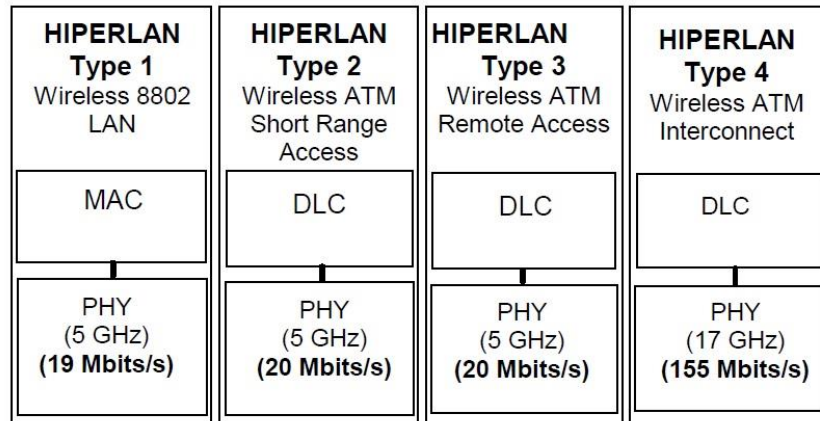 HIPERLAN
Type 1
Wireless 8802
LAN
MAC
PHY
(5 GHz)
(19 Mbits/s)
HIPERLAN
Type 2
Wireless ATM
Short Range
Access
DLC
PHY
(5 GHz)
(20 Mbits/s)
HIPERLAN
Type 3
Wireless ATM
Remote Access
DLC
PHY
(5 GHz)
(20 Mbits/s)
HIPERLAN
Type 4
Wireless ATM
Interconnect
DLC
PHY
(17 GHz)
(155 Mbits/s)